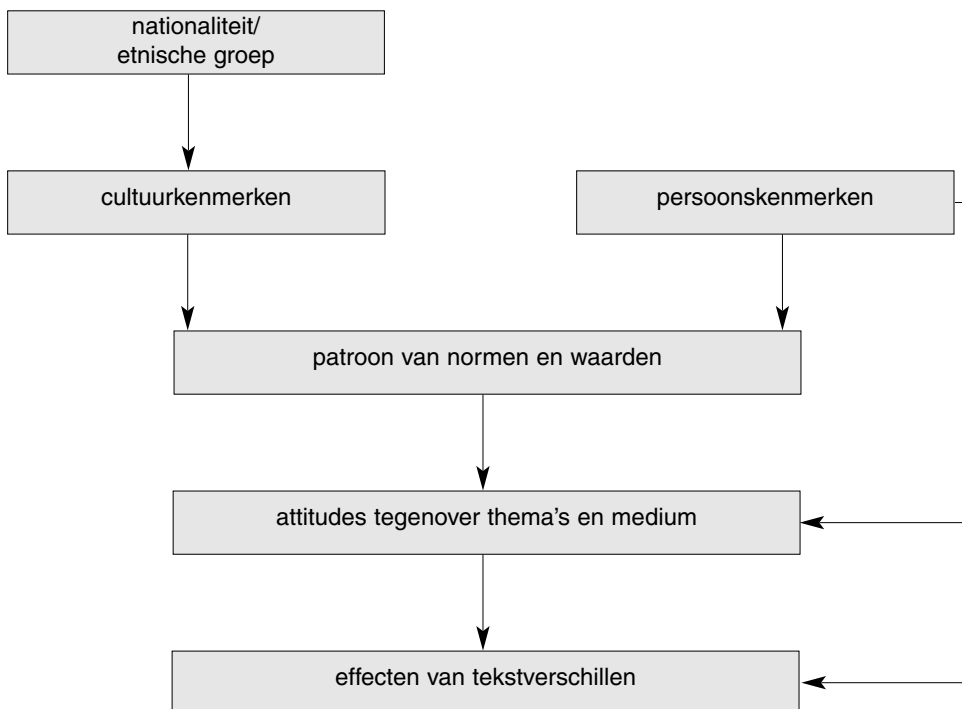 nationaliteit/
etnische groep
cultuurkenmerken
persoonskenmerken
patroon van normen en waarden
attitudes tegenover thema's en medium
effecten van tekstverschillen